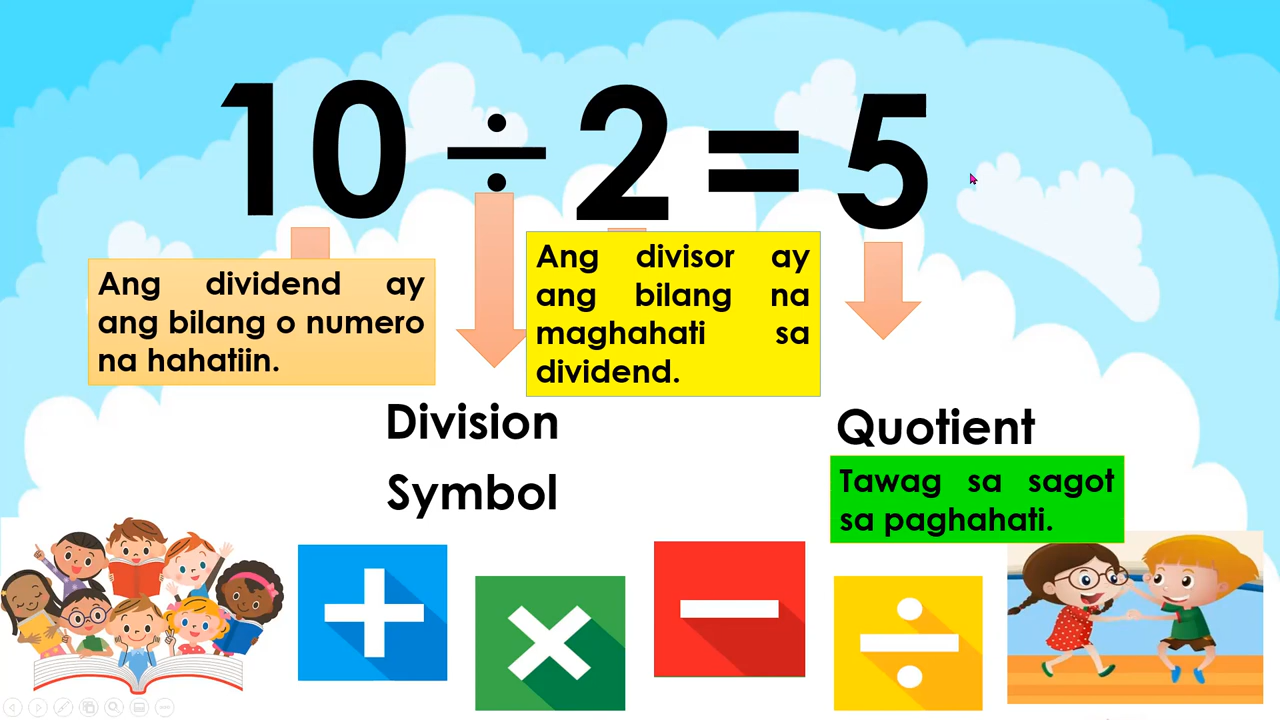 10 ÷ 2 = 5
Ang dividend ay
ang bilang o numero
na hahatiin.
Ang divisor ay
ang bilang na
maghahati sa
dividend.
Division
Symbol
Quotient
Tawag sa sagot
sa paghahati.
+ × − ÷